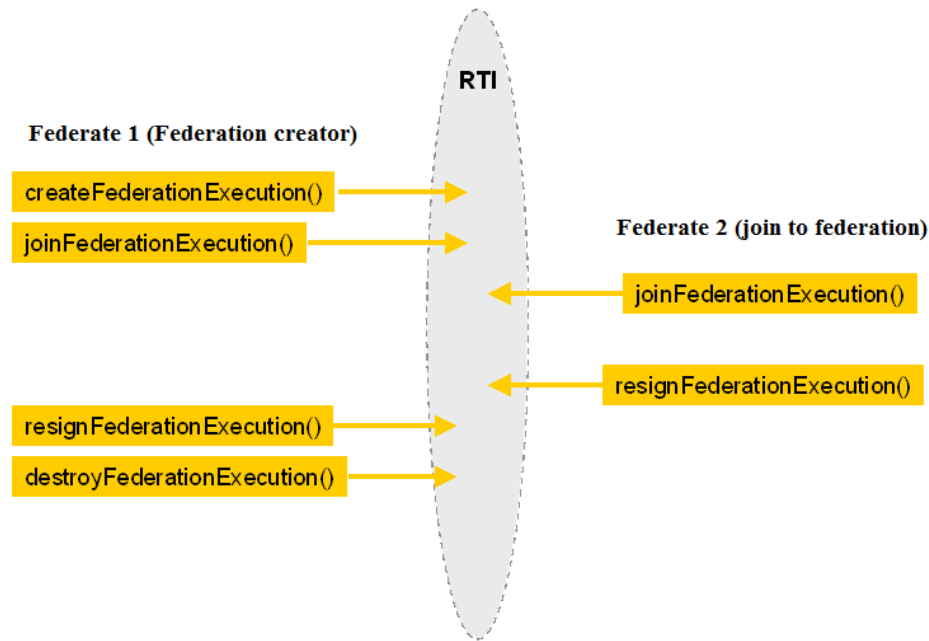 RTI
Federate 1 (Federation creator)
createFederationExecution()
joinFederationExecution()
Federate 2 (join to federation)
joinFederationExecution()
resignFederationExecution()
resignFederationExecution()
destroyFederationExecution()